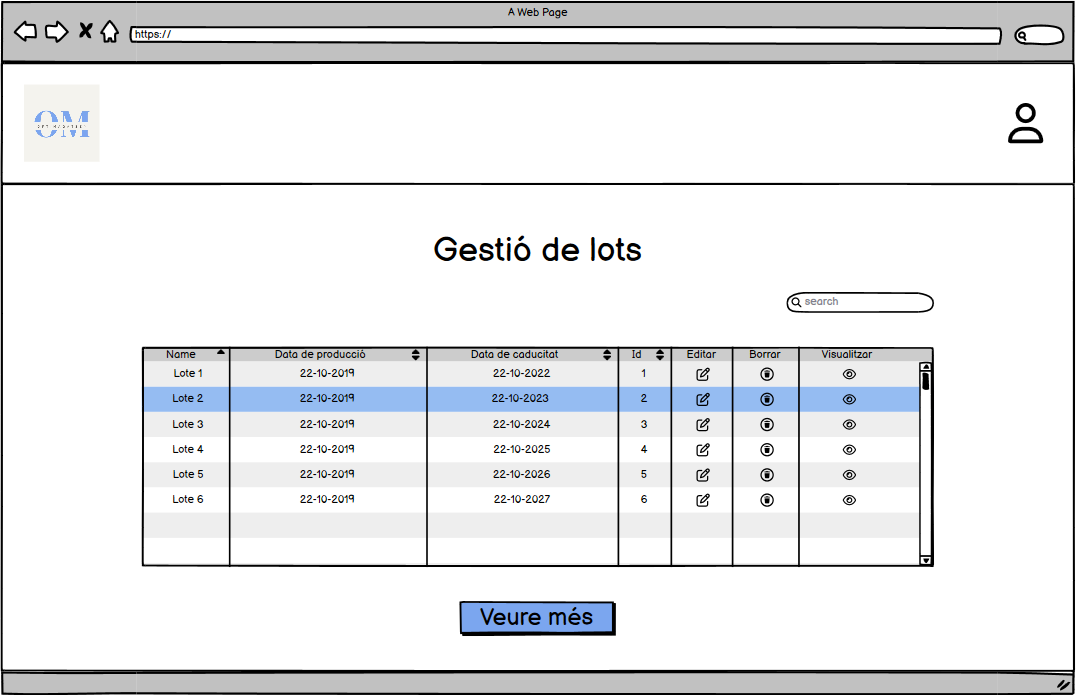 A Web Page
https://
OM
Gestió de lots
search
Name Data de producció Data de caducitat Id Editar Borrar Visualitzar
Lote 1 22-10-2019 22-10-2022 1
Lote 2 22-10-2019 22-10-2023 2
Lote 3 22-10-2019 22-10-2024 3
Lote 4 22-10-2019 22-10-2025 4
Lote 5 22-10-2019 22-10-2026 5
Lote 6 22-10-2019 22-10-2027 6
Veure més